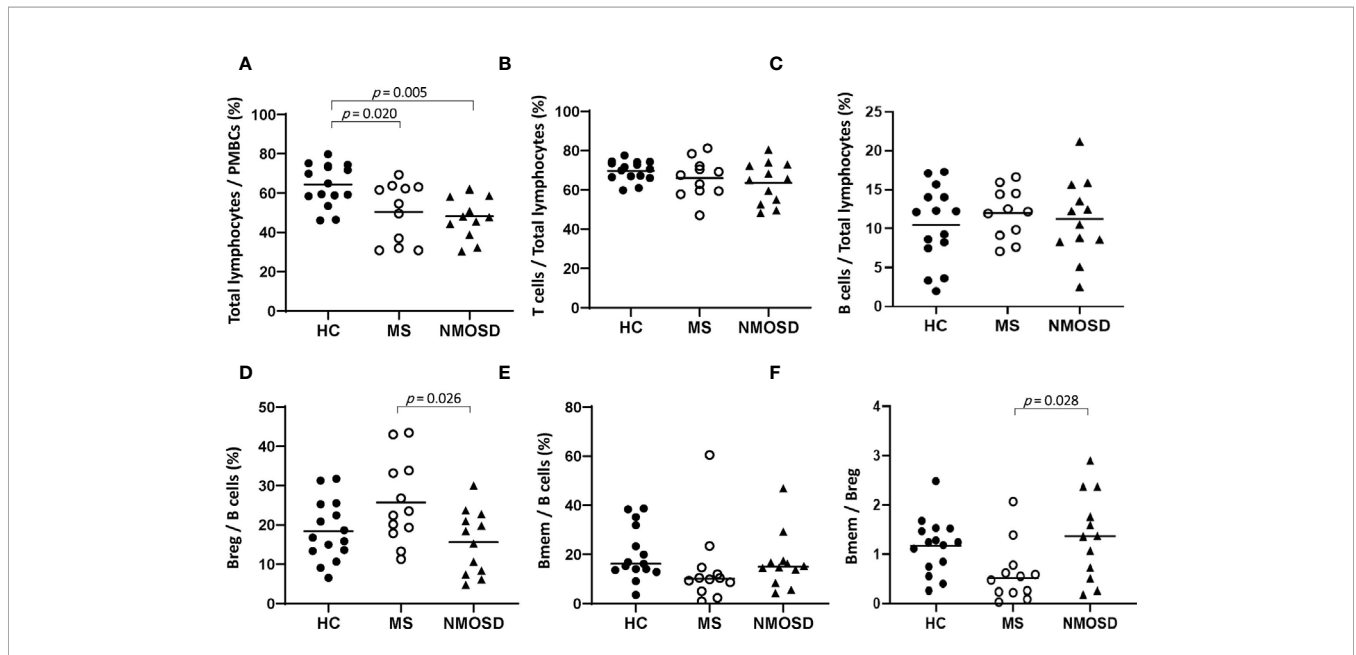 A
Total lymphocytes / PMBCs (%)
100
80
60
40
20
0
p = 0.005
p = 0.020
HC MS NMOSD
B
T cells / Total lymphocytes (%)
100
80
60
40
20
0
HC MS NMOSD
C
B cells / Total lymphocytes (%)
25
20
15
10
5
0
HC MS NMOSD
D
Breg / B cells (%)
50
40
30
20
10
0
p = 0.026
HC MS NMOSD
E
Bmem / B cells (%)
80
60
40
20
0
HC MS NMOSD
F
Bmem / Breg
4
3
2
1
0
p = 0.028
HC MS NMOSD